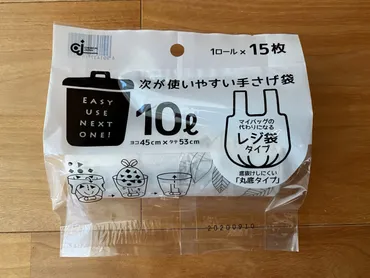 aj
1ロール×15枚
次が使いやすい手さげ袋
EASY
USE
NEXT
ONE!
10ℓ
ヨコ45cm×タテ53cm
マイバッグの
代わりになる
レジ袋
タイプ
底抜けしにくい
「丸底タイプ」
20200910